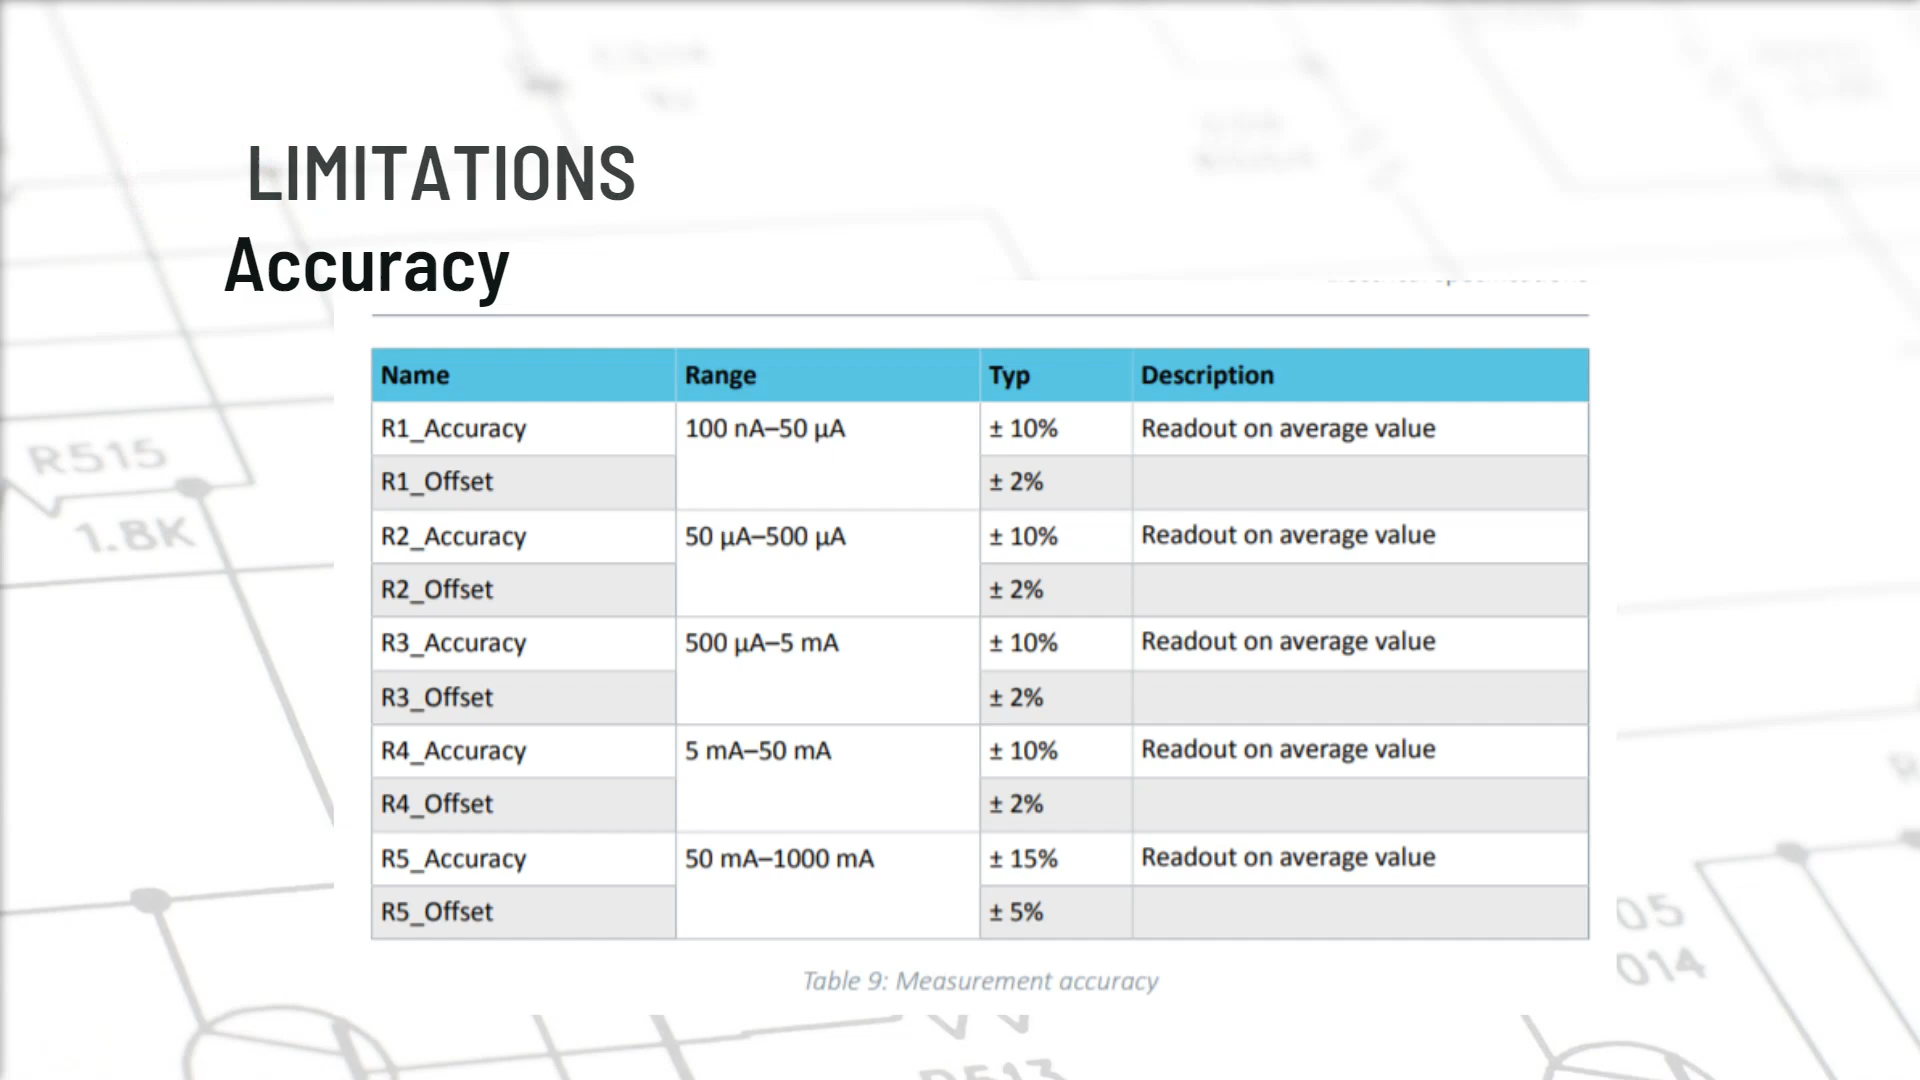 LIMITATIONS
Accuracy
Name Range Typ Description
R1_Accuracy 100 nA–50 µA ± 10% Readout on average value
R1_Offset ± 2%
R2_Accuracy 50 µA–500 µA ± 10% Readout on average value
R2_Offset ± 2%
R3_Accuracy 500 µA–5 mA ± 10% Readout on average value
R3_Offset ± 2%
R4_Accuracy 5 mA–50 mA ± 10% Readout on average value
R4_Offset ± 2%
R5_Accuracy 50 mA–1000 mA ± 15% Readout on average value
R5_Offset ± 5%
Table 9: Measurement accuracy
R515
1.8K
05
014